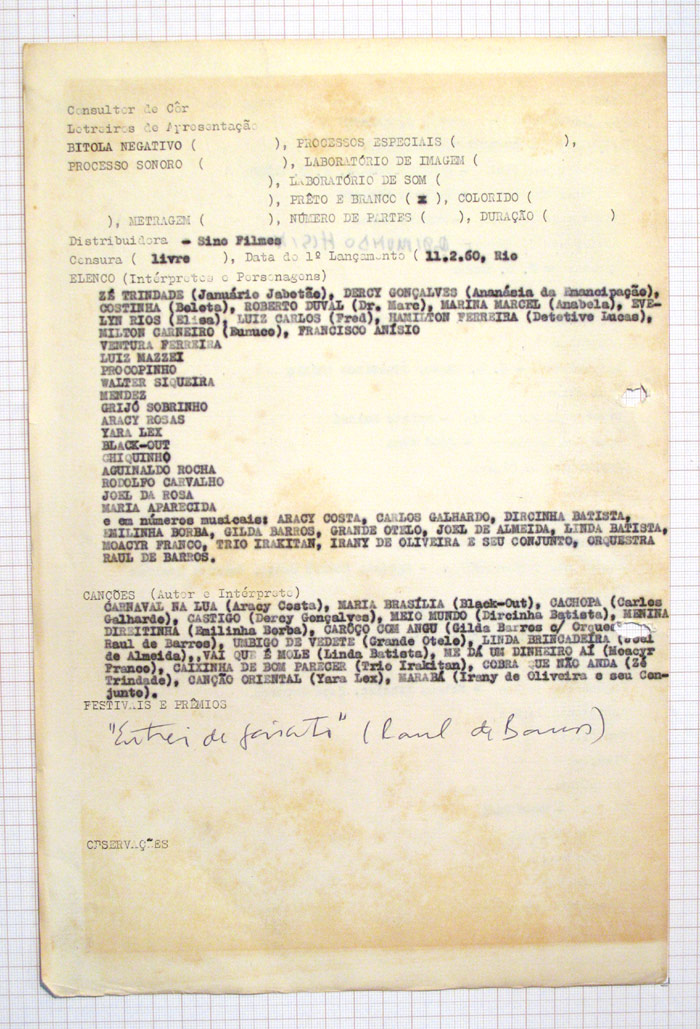 Consultor de Côr
Letreiros de Apresentação
BITOLA NEGATIVO ( ), PROCESSOS ESPECIAIS ( ),
PROCESSO SONORO ( ), LABORATÓRIO DE IMAGEM (
), LABORATÓRIO DE SOM (
), PRÊTO E BRANCO ( x ), COLORIDO (
), METRAGEM ( ), NÚMERO DE PARTES ( ), DURAÇÃO ( )
Distribuidora - Sino Filmes
Censura ( livre ), Data do 1º Lançamento ( 11.2.60, Rio
ELENCO (Intérpretes e Personagens)
ZÉ TRINDADE (Januário Jabotão), DERCY GONÇALVES (Ananásia da Emancipação),
COSTINHA (Beleta), ROBERTO DUVAL (Dr. Marc), MARINA MARCEL (Anabela), EVE-
LYN RIOS (Elisa), LUIZ CARLOS (Fred), HAMILTON FERREIRA (Detetive Lucas),
MILTON CARNEIRO (Eunuco), FRANCISCO ANÍSIO
VENTURA FERREIRA
LUIZ MAZZEI
PROCOPINHO
WALTER SIQUEIRA
MENDEZ
GRIJÓ SOBRINHO
ARACY ROSAS
YARA LEX
BLACK-OUT
CHIQUINHO
AGUINALDO ROCHA
RODOLFO CARVALHO
JOEL DA ROSA
MARIA APARECIDA
e em números musicais: ARACY COSTA, CARLOS GALHARDO, DIRCINHA BATISTA,
EMILINHA BORBA, GILDA BARROS, GRANDE OTELO, JOEL DE ALMEIDA, LINDA BATISTA,
MOACYR FRANCO, TRIO IRAKITAN, IRANY DE OLIVEIRA E SEU CONJUNTO, ORQUESTRA
RAUL DE BARROS.
CANÇÕES (Autor e Intérprete)
CARNAVAL NA LUA (Aracy Costa), MARIA BRASÍLIA (Black-Out), CACHOPA (Carlos
Galhardo), CASTIGO (Dercy Gonçalves), MEIO MUNDO (Dircinha Batista), MENINA
DIREITINHA (Emilinha Borba), CAROÇO COM ANGU (Gilda Barros c/ Orques
Raul de Barros), UMBIGO DE VEDETE (Grande Otelo), LINDA BRINCADEIRA (Joel
de Almeida), VAI QUE É MOLE (Linda Batista), ME DÁ UM DINHEIRO AÍ (Moacyr
Franco), CAIXINHA DE BOM PARECER (Trio Irakitan), COBRA QUE NÃO ANDA (Zé
Trindade), CANÇÃO ORIENTAL (Yara Lex), MARABÁ (Irany de Oliveira e seu Con-
junto).
FESTIVAIS E PRÊMIOS
"Entrei de gaiato" (Raul de Barros)
OBSERVAÇÕES